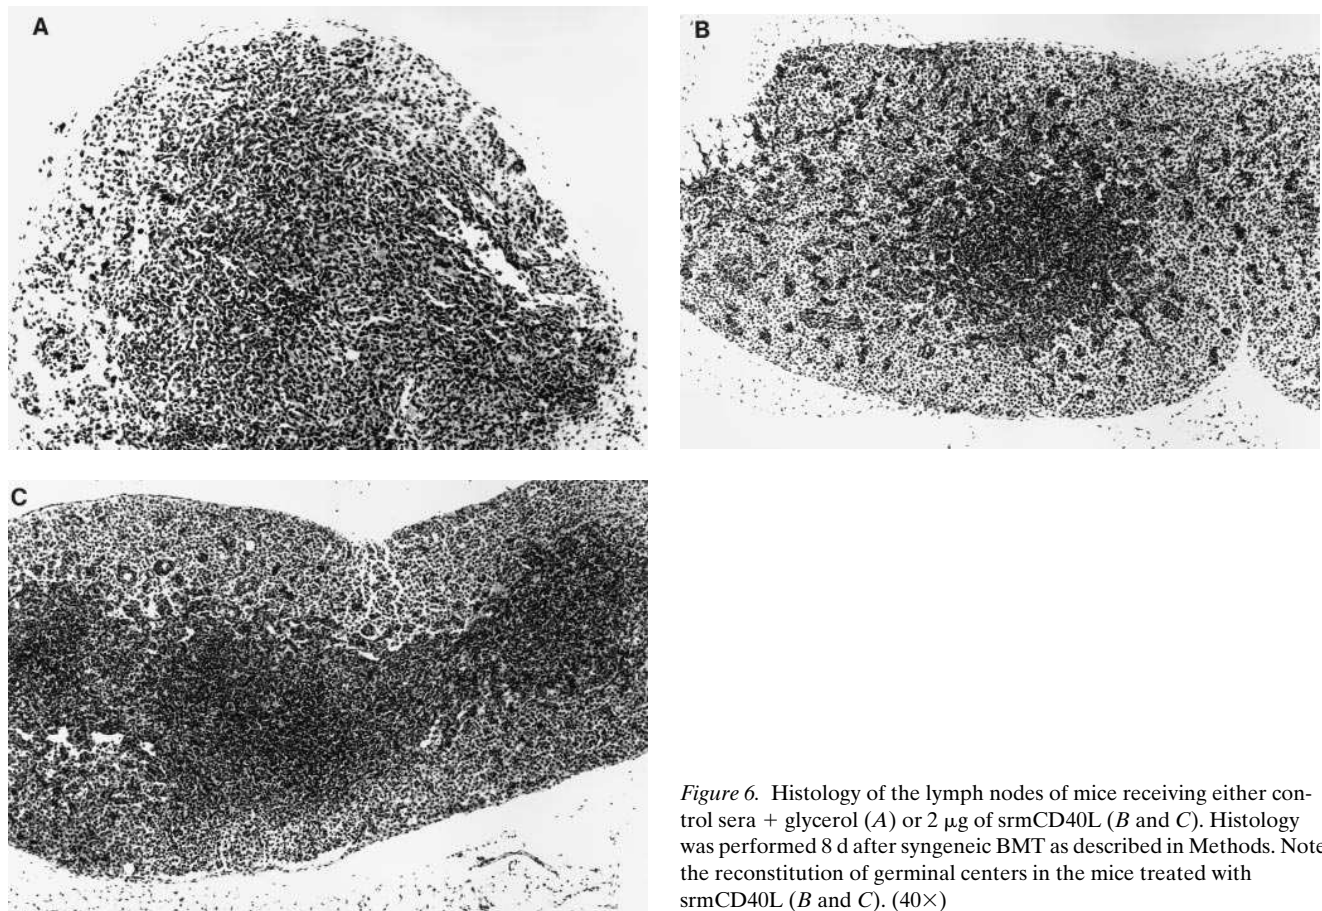 A
B
C
Figure 6. Histology of the lymph nodes of mice receiving either con-
trol sera + glycerol (A) or 2 μg of srmCD40L (B and C). Histology
was performed 8 d after syngeneic BMT as described in Methods. Note
the reconstitution of germinal centers in the mice treated with
srmCD40L (B and C). (40×)